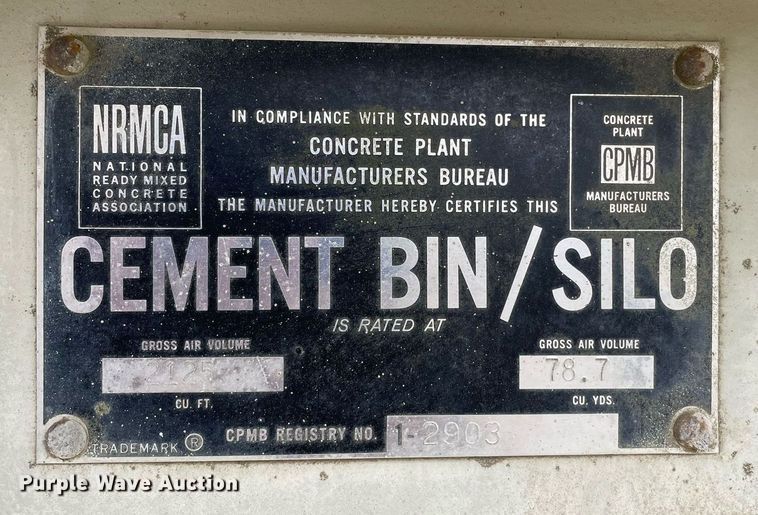 NRMCA
NATIONAL
READY MIXED
CONCRETE
ASSOCIATION
IN COMPLIANCE WITH STANDARDS OF THE
CONCRETE PLANT
MANUFACTURERS BUREAU
THE MANUFACTURER HEREBY CERTIFIES THIS
CONCRETE
PLANT
CPMB
MANUFACTURERS
BUREAU
CEMENT BIN/SILO
IS RATED AT
GROSS AIR VOLUME
2125
CU. FT.
GROSS AIR VOLUME
78.7
CU. YDS.
TRADEMARK ®
CPMB REGISTRY NO. 1-2903
Purple Wave Auction